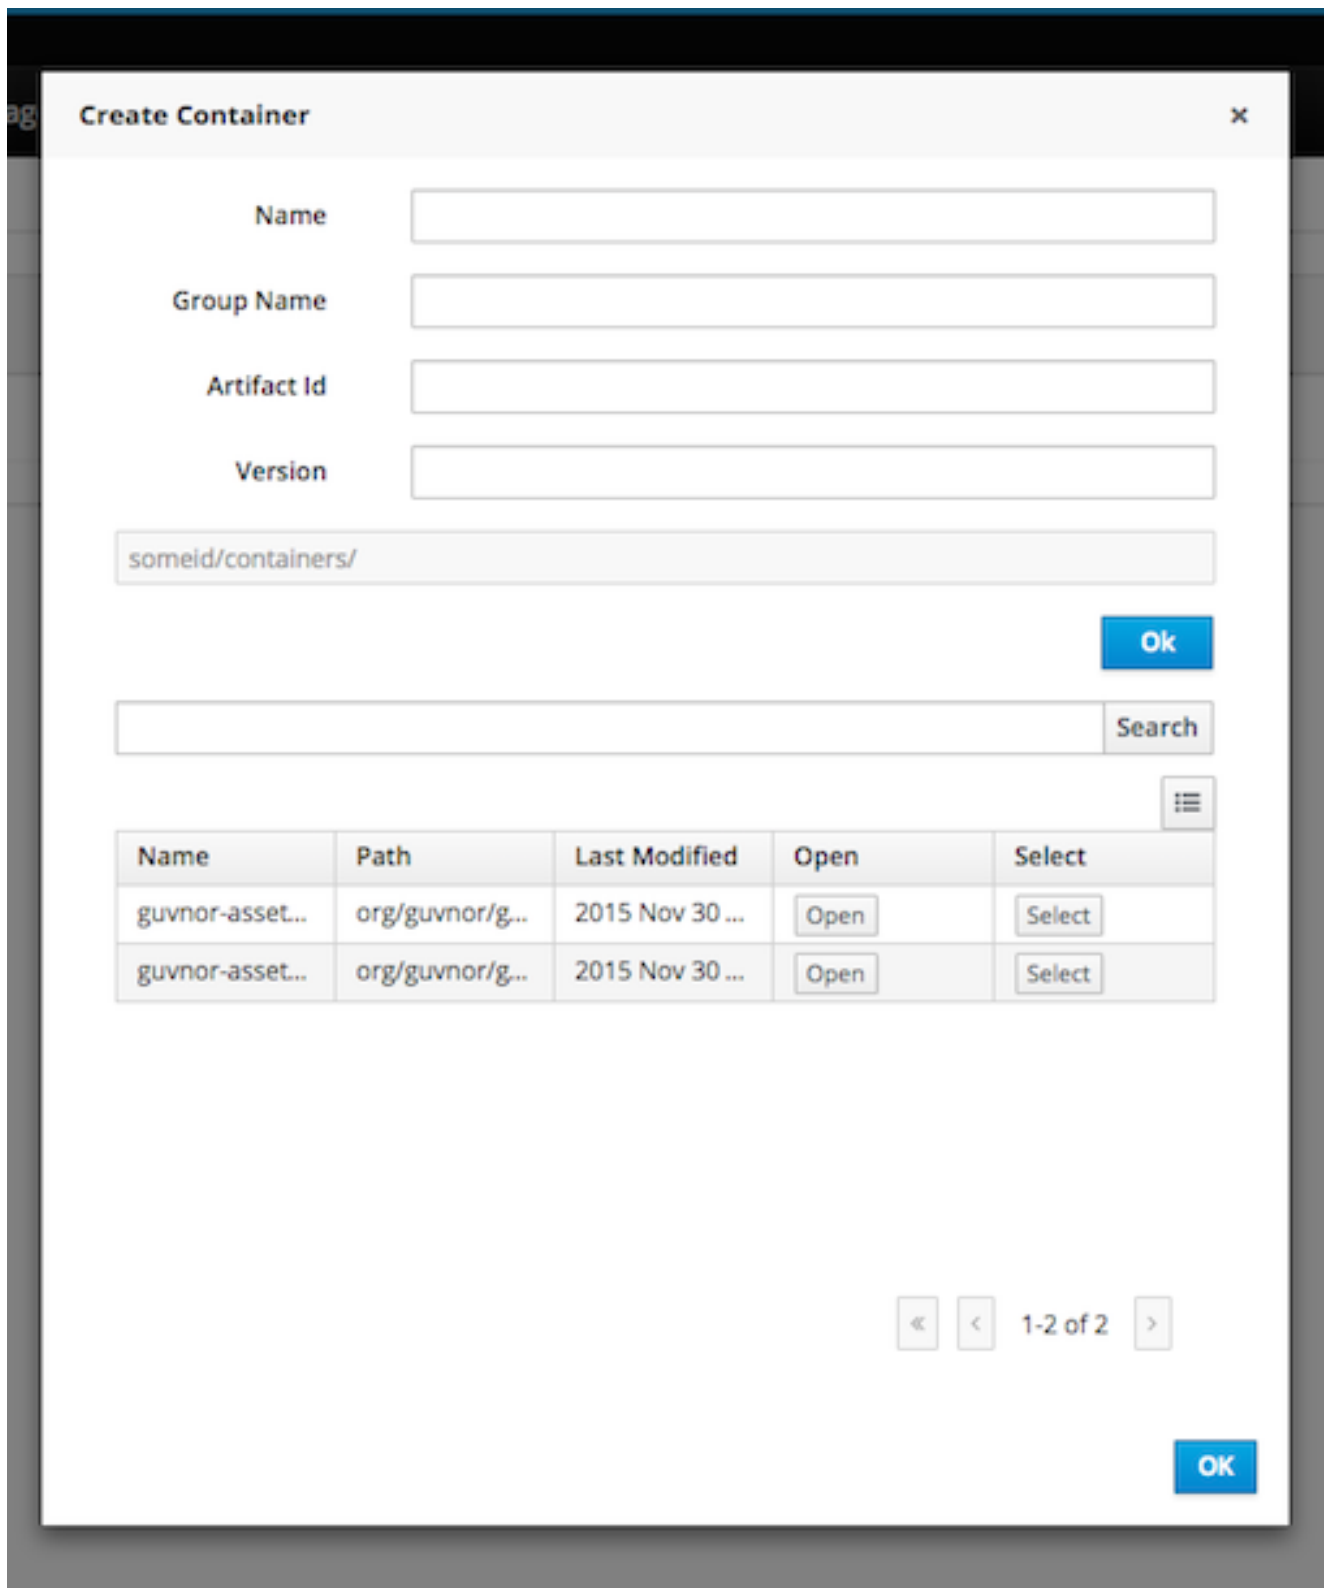 ag
Create Container ×
Name
Group Name
Artifact Id
Version
someid/containers/
Ok
Search
Name Path Last Modified Open Select
guvnor-asset... org/guvnor/g... 2015 Nov 30 ... Open Select
guvnor-asset... org/guvnor/g... 2015 Nov 30 ... Open Select
« ‹ 1-2 of 2 ›
OK